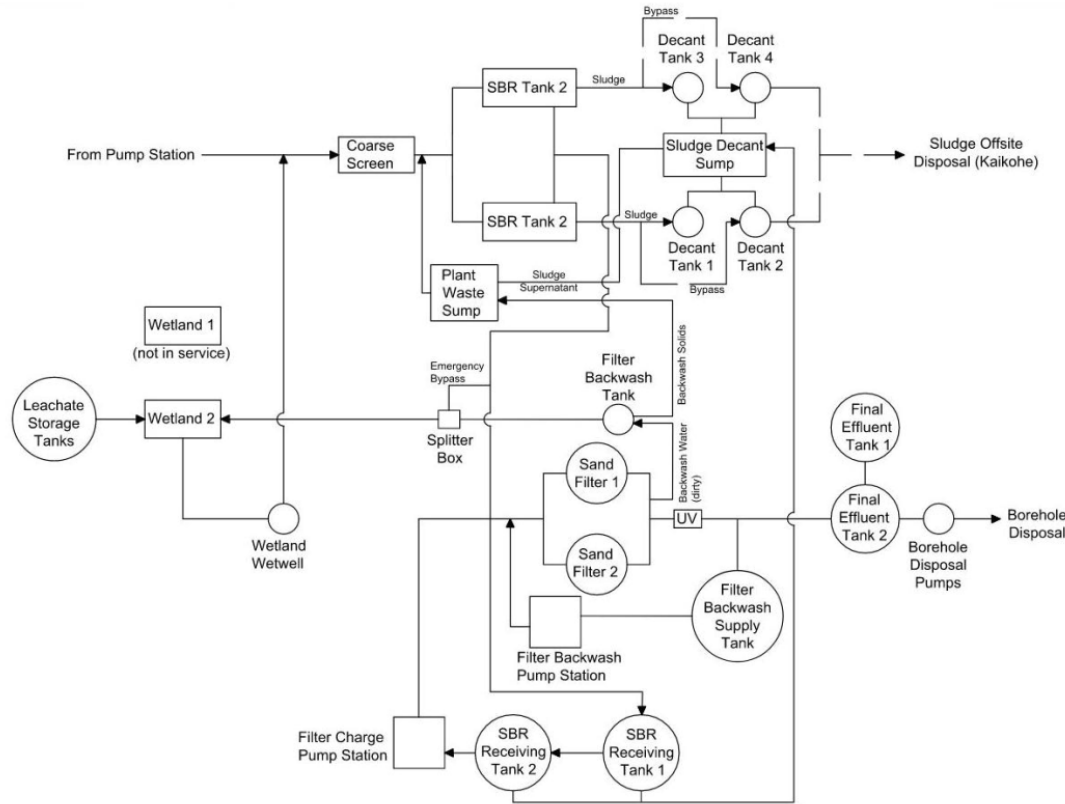 Bypass
Decant
Tank 3
Decant
Tank 4
SBR Tank 2
Sludge
From Pump Station
Coarse
Screen
Sludge Decant
Sump
Sludge Offsite
Disposal (Kaikohe)
SBR Tank 2
Sludge
Decant
Tank 1
Decant
Tank 2
Bypass
Plant
Waste
Sump
Sludge
Supernatant
Wetland 1
(not in service)
Emergency
Bypass
Filter
Backwash
Tank
Backwash Solids
Leachate
Storage
Tanks
Wetland 2
Splitter
Box
Backwash Water
(dirty)
Final
Effluent
Tank 1
Sand
Filter 1
UV
Final
Effluent
Tank 2
Borehole
Disposal
Wetland
Wetwell
Sand
Filter 2
Borehole
Disposal
Pumps
Filter
Backwash
Supply
Tank
Filter Backwash
Pump Station
Filter Charge
Pump Station
SBR
Receiving
Tank 2
SBR
Receiving
Tank 1